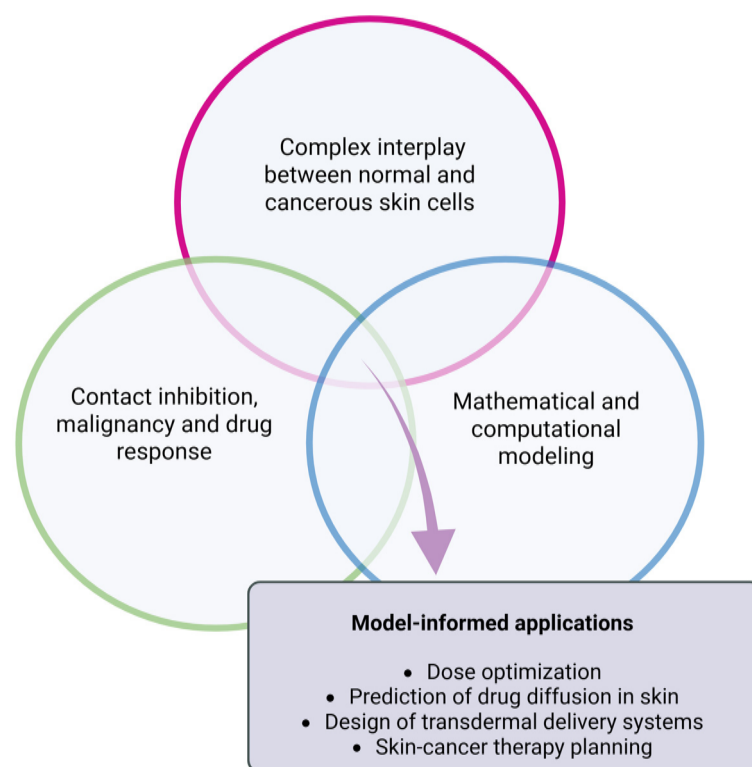 Complex interplay
between normal and
cancerous skin cells
Contact inhibition,
malignancy and drug
response
Mathematical and
computational
modeling
Model-informed applications
• Dose optimization
• Prediction of drug diffusion in skin
• Design of transdermal delivery systems
• Skin-cancer therapy planning